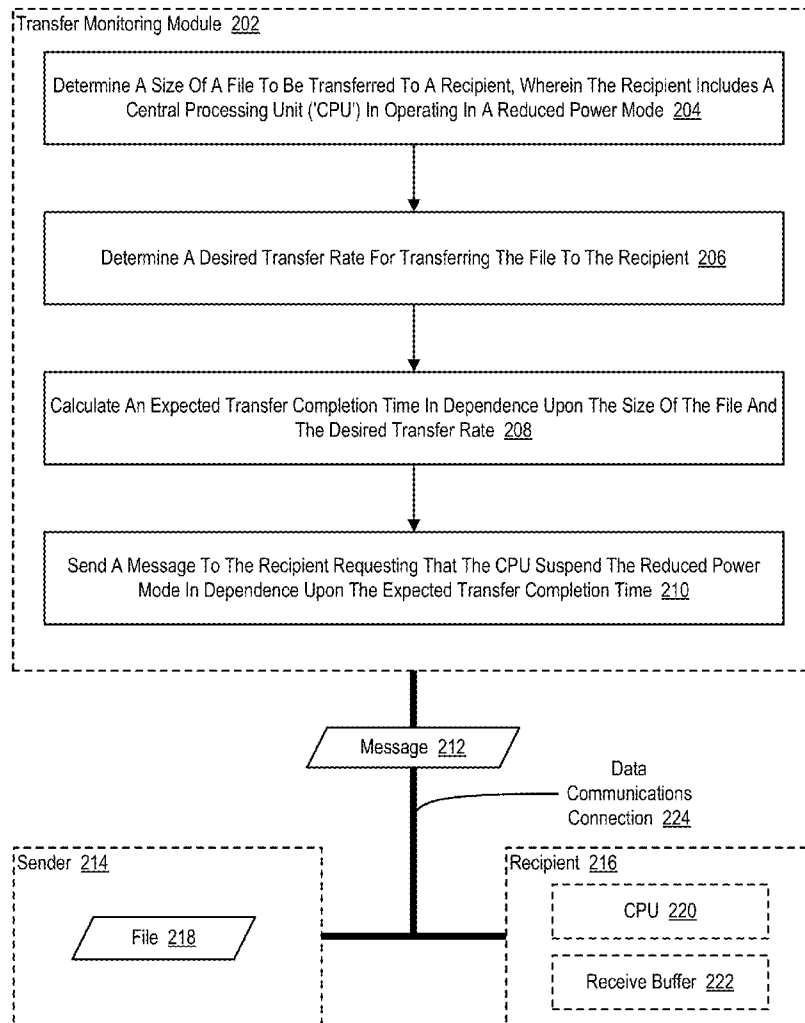 Transfer Monitoring Module 202
Determine A Size Of A File To Be Transferred To A Recipient, Wherein The Recipient Includes A
Central Processing Unit ('CPU') In Operating In A Reduced Power Mode 204
Determine A Desired Transfer Rate For Transferring The File To The Recipient 206
Calculate An Expected Transfer Completion Time In Dependence Upon The Size Of The File And
The Desired Transfer Rate 208
Send A Message To The Recipient Requesting That The CPU Suspend The Reduced Power
Mode In Dependence Upon The Expected Transfer Completion Time 210
Message 212
Data
Communications
Connection 224
Sender 214
File 218
Recipient 216
CPU 220
Receive Buffer 222